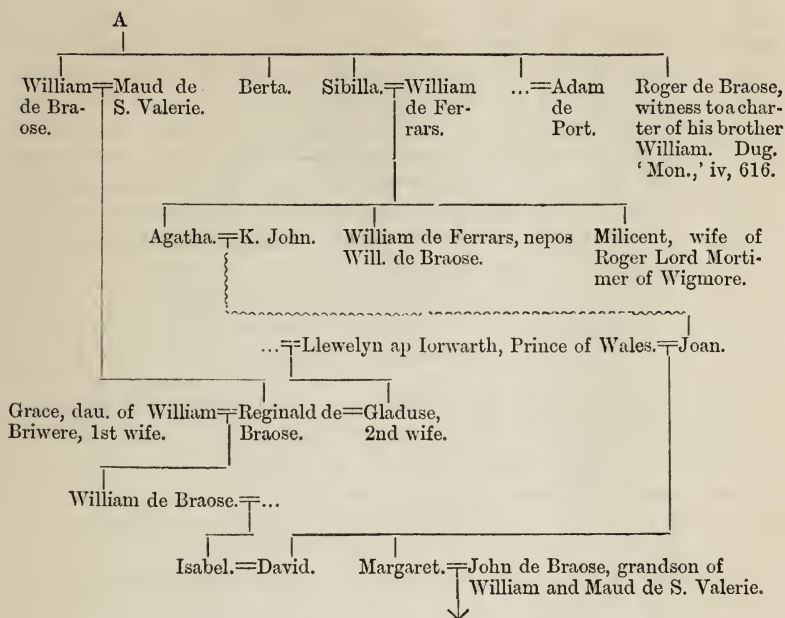 A
William=Maud de Berta. Sibilla.=William ...=Adam Roger de Braose,
de Bra- S. Valerie. de Fer- de witness to a char-
ose. rars. Port. ter of his brother
William. Dug.
‘Mon.,’ iv, 616.
Agatha.=K. John. William de Ferrars, nepos Milicent, wife of
Will. de Braose. Roger Lord Morti-
mer of Wigmore.
...=Llewelyn ap Iorwarth, Prince of Wales.=Joan.
Grace, dau. of William=Reginald de=Gladuse,
Briwere, 1st wife. Braose. 2nd wife.
William de Braose.=...
Isabel.=David. Margaret.=John de Braose, grandson of
William and Maud de S. Valerie.